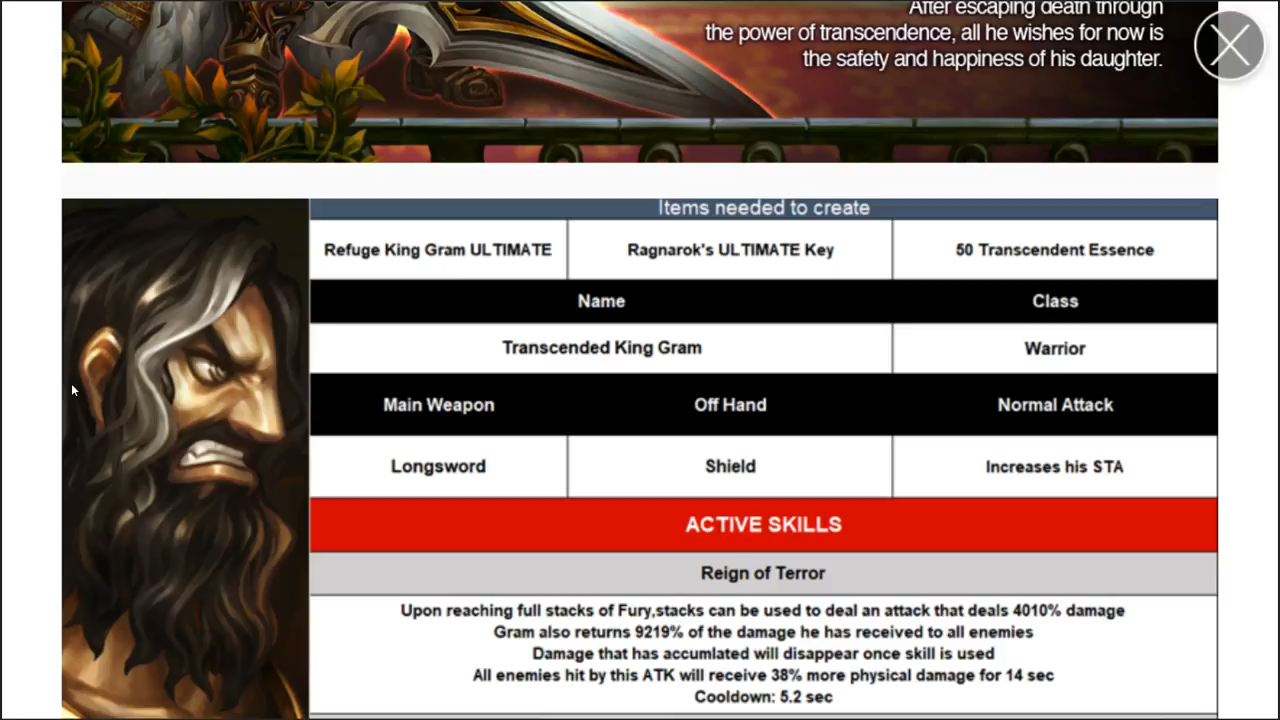 After escaping death through
the power of transcendence, all he wishes for now is
the safety and happiness of his daughter.
Items needed to create
Refuge King Gram ULTIMATE
Ragnarok's ULTIMATE Key
50 Transcendent Essence
Name
Class
Transcended King Gram
Warrior
Main Weapon
Off Hand
Normal Attack
Longsword
Shield
Increases his STA
ACTIVE SKILLS
Reign of Terror
Upon reaching full stacks of Fury,stacks can be used to deal an attack that deals 4010% damage
Gram also returns 9219% of the damage he has received to all enemies
Damage that has accumlated will disappear once skill is used
All enemies hit by this ATK will receive 38% more physical damage for 14 sec
Cooldown: 5.2 sec